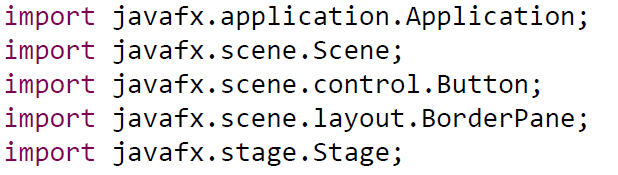 import javafx.application.Application;
import javafx.scene.Scene;
import javafx.scene.control.Button;
import javafx.scene.layout.BorderPane;
import javafx.stage.Stage;